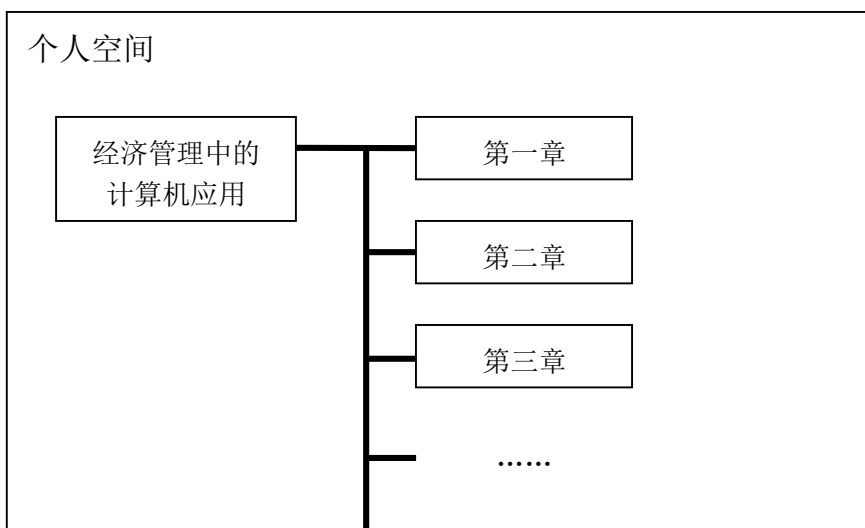 个人空间
经济管理中的
计算机应用
第一章
第二章
第三章
……